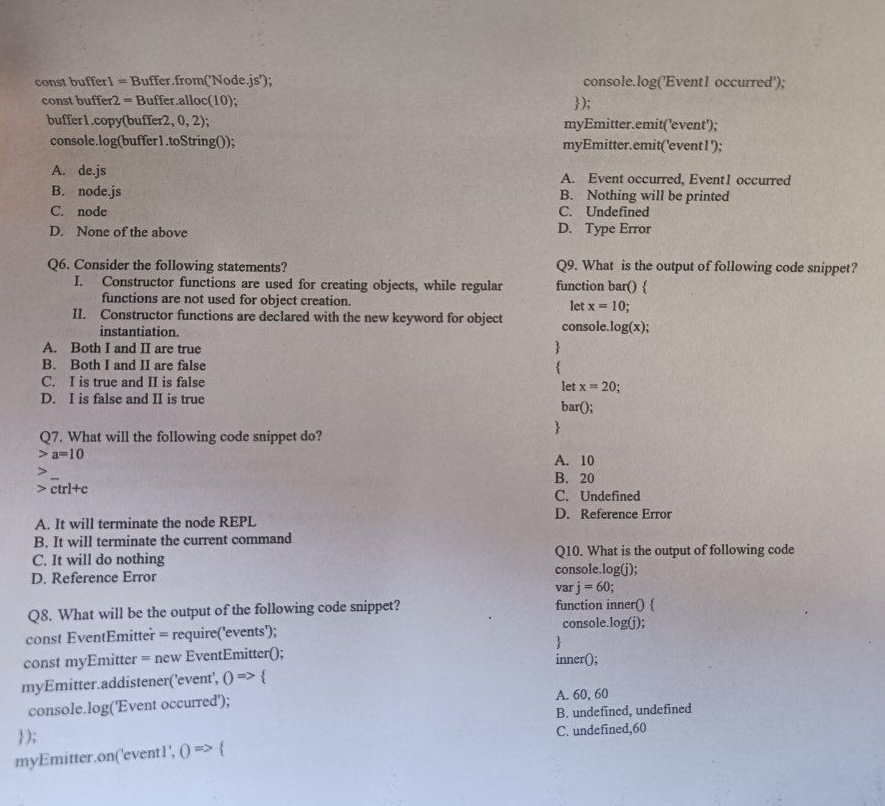 const buffer1 = Buffer.from('Node.js');
const buffer2 = Buffer.alloc(10);
buffer1.copy(buffer2, 0, 2);
console.log(buffer1.toString());
A. de.js
B. node.js
C. node
D. None of the above
Q6. Consider the following statements?
I. Constructor functions are used for creating objects, while regular
functions are not used for object creation.
II. Constructor functions are declared with the new keyword for object
instantiation.
A. Both I and II are true
B. Both I and II are false
C. I is true and II is false
D. I is false and II is true
Q7. What will the following code snippet do?
> a=10
> _
> ctrl+c
A. It will terminate the node REPL
B. It will terminate the current command
C. It will do nothing
D. Reference Error
Q8. What will be the output of the following code snippet?
const EventEmitter = require('events');
const myEmitter = new EventEmitter();
myEmitter.addistener('event', () => {
console.log('Event occurred');
});
myEmitter.on('event1', () => {
console.log('Event1 occurred');
});
myEmitter.emit('event');
myEmitter.emit('event1');
A. Event occurred, Event1 occurred
B. Nothing will be printed
C. Undefined
D. Type Error
Q9. What is the output of following code snippet?
function bar() {
let x = 10;
console.log(x);
}
{
let x = 20;
bar();
}
A. 10
B. 20
C. Undefined
D. Reference Error
Q10. What is the output of following code
console.log(j);
var j = 60;
function inner() {
console.log(j);
}
inner();
A. 60, 60
B. undefined, undefined
C. undefined,60